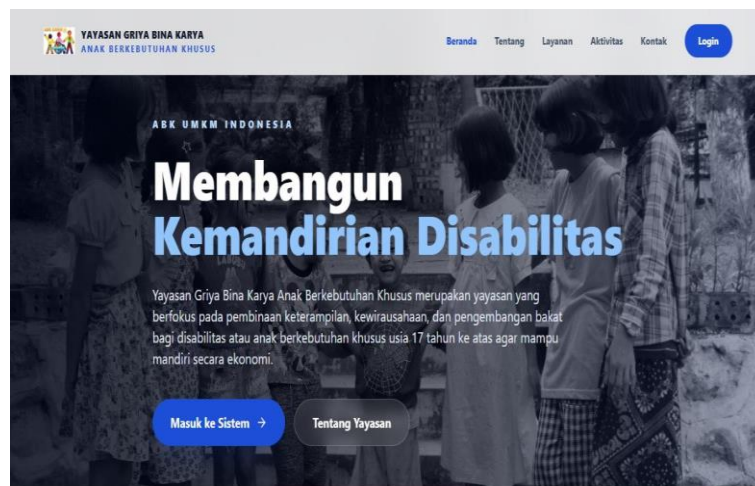 YAYASAN GRIYA BINA KARYA
ANAK BERKEBUTUHAN KHUSUS
Beranda
Tentang
Layanan
Aktivitas
Kontak
Login
ABK UMKM INDONESIA
Membangun
Kemandirian Disabilitas
Yayasan Griya Bina Karya Anak Berkebutuhan Khusus merupakan yayasan yang
berfokus pada pembinaan keterampilan, kewirausahaan, dan pengembangan bakat
bagi disabilitas atau anak berkebutuhan khusus usia 17 tahun ke atas agar mampu
mandiri secara ekonomi.
Masuk ke Sistem →
Tentang Yayasan